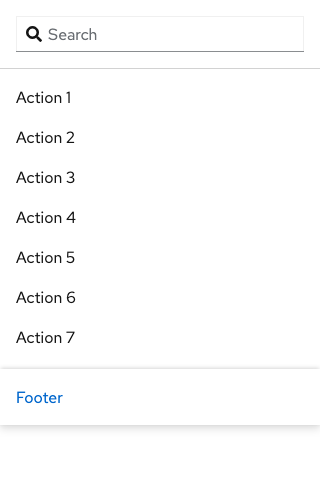 Search
Action 1
Action 2
Action 3
Action 4
Action 5
Action 6
Action 7
Footer